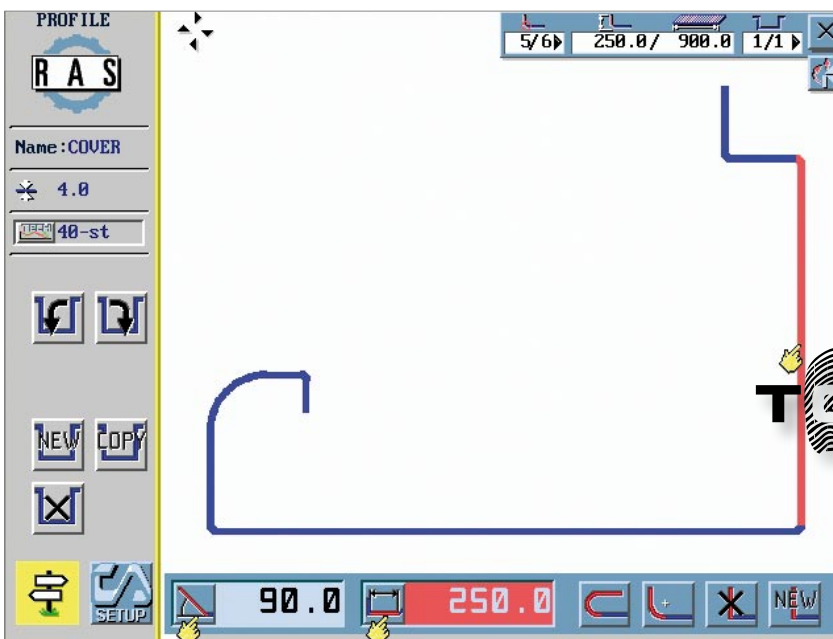 PROFILE
RAS
Name:COVER
4.0
40-st
NEW COPY
SETUP
5/6 250.0/ 900.0 1/1
90.0 250.0 NEW